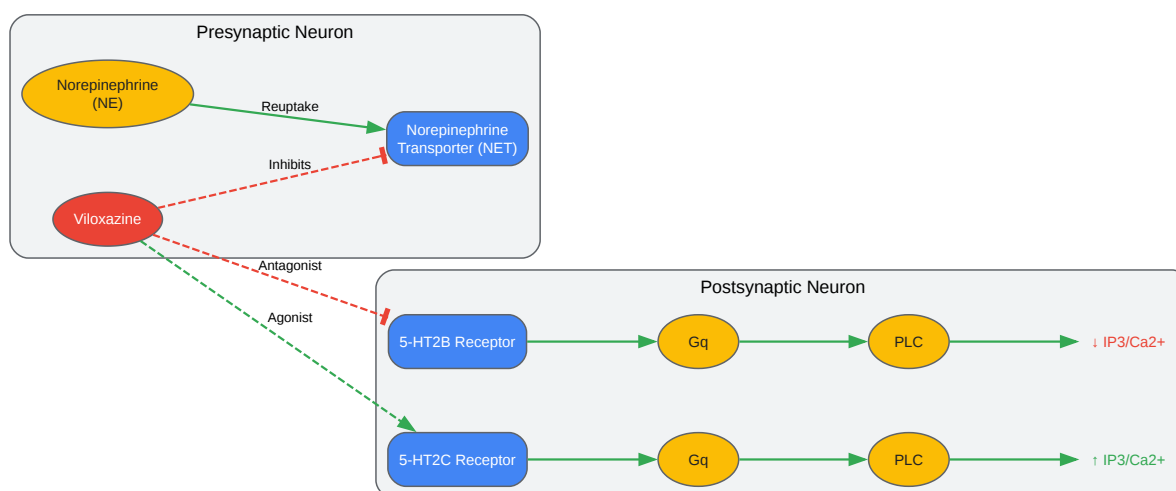 Presynaptic Neuron
Norepinephrine
(NE)
Reuptake
Norepinephrine
Transporter (NET)
Inhibits
Viloxazine
Antagonist
Agonist
Postsynaptic Neuron
5-HT2B Receptor
Gq
PLC
↓ IP3/Ca2+
5-HT2C Receptor
Gq
PLC
↑ IP3/Ca2+